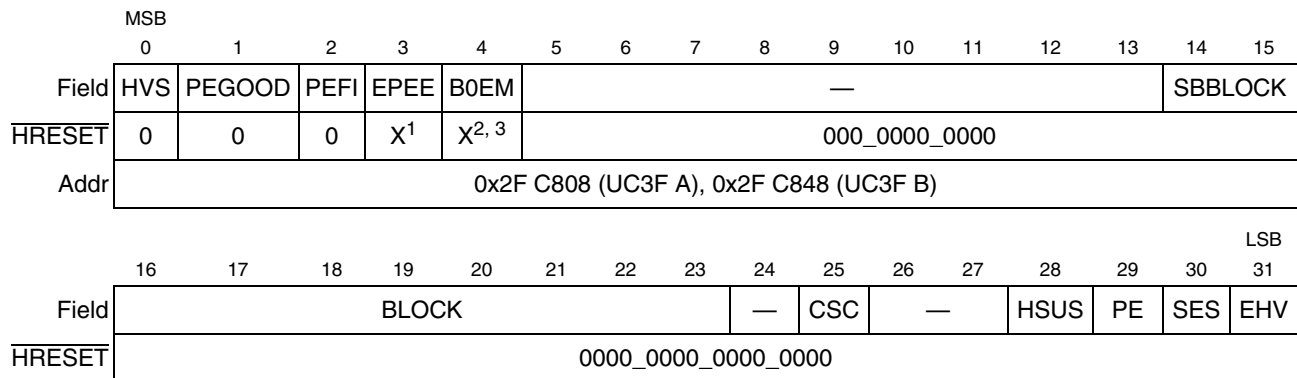 MSB
0 1 2 3 4 5 6 7 8 9 10 11 12 13 14 15
Field HVS PEGOOD PEFI EPEE B0EM — SBBLOCK
HRESET 0 0 0 X1 X2, 3 000_0000_0000
Addr 0x2F C808 (UC3F A), 0x2F C848 (UC3F B)
LSB
16 17 18 19 20 21 22 23 24 25 26 27 28 29 30 31
Field BLOCK — CSC — HSUS PE SES EHV
HRESET 0000_0000_0000_0000